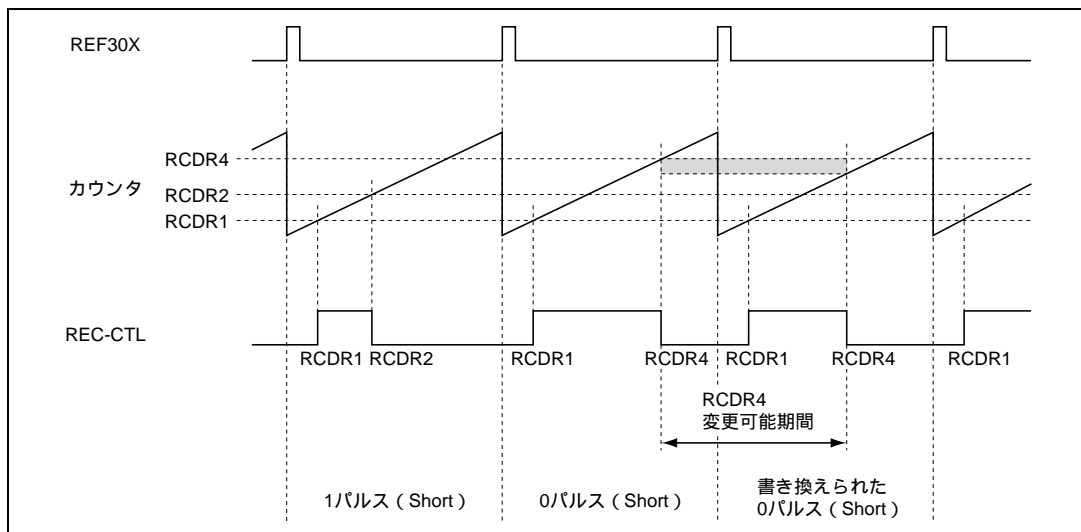 REF30X
カウンタ
RCDR4
RCDR2
RCDR1
REC-CTL
RCDR1 RCDR2 RCDR1 RCDR4 RCDR1 RCDR4 RCDR1
RCDR4
変更可能期間
1パルス（Short） 0パルス（Short） 書き換えられた
0パルス（Short）